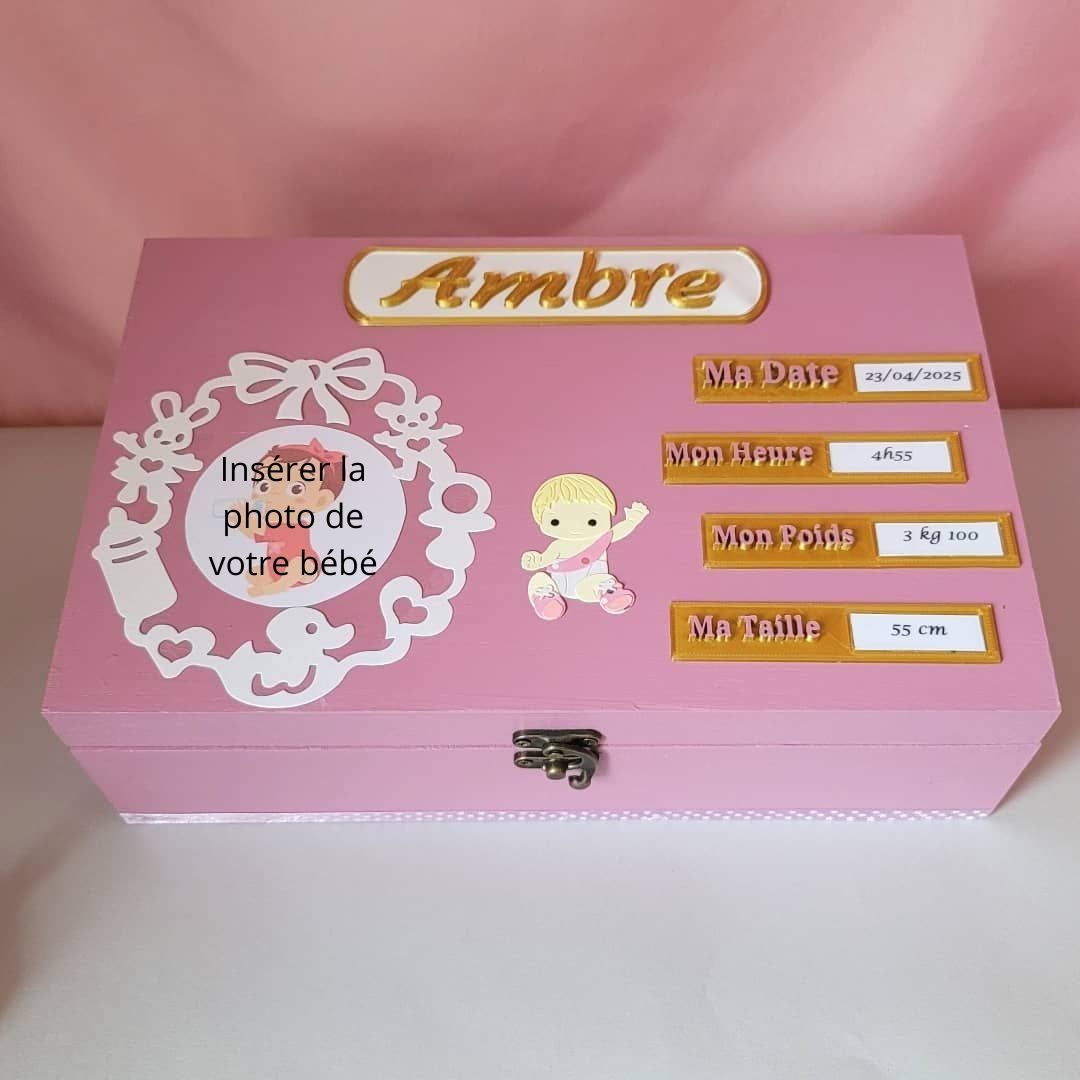 Ambre
Ma Date 23/04/2025
Mon Heure 4h55
Mon Poids 3 kg 100
Ma Taille 55 cm
Insérer la
photo de
votre bébé